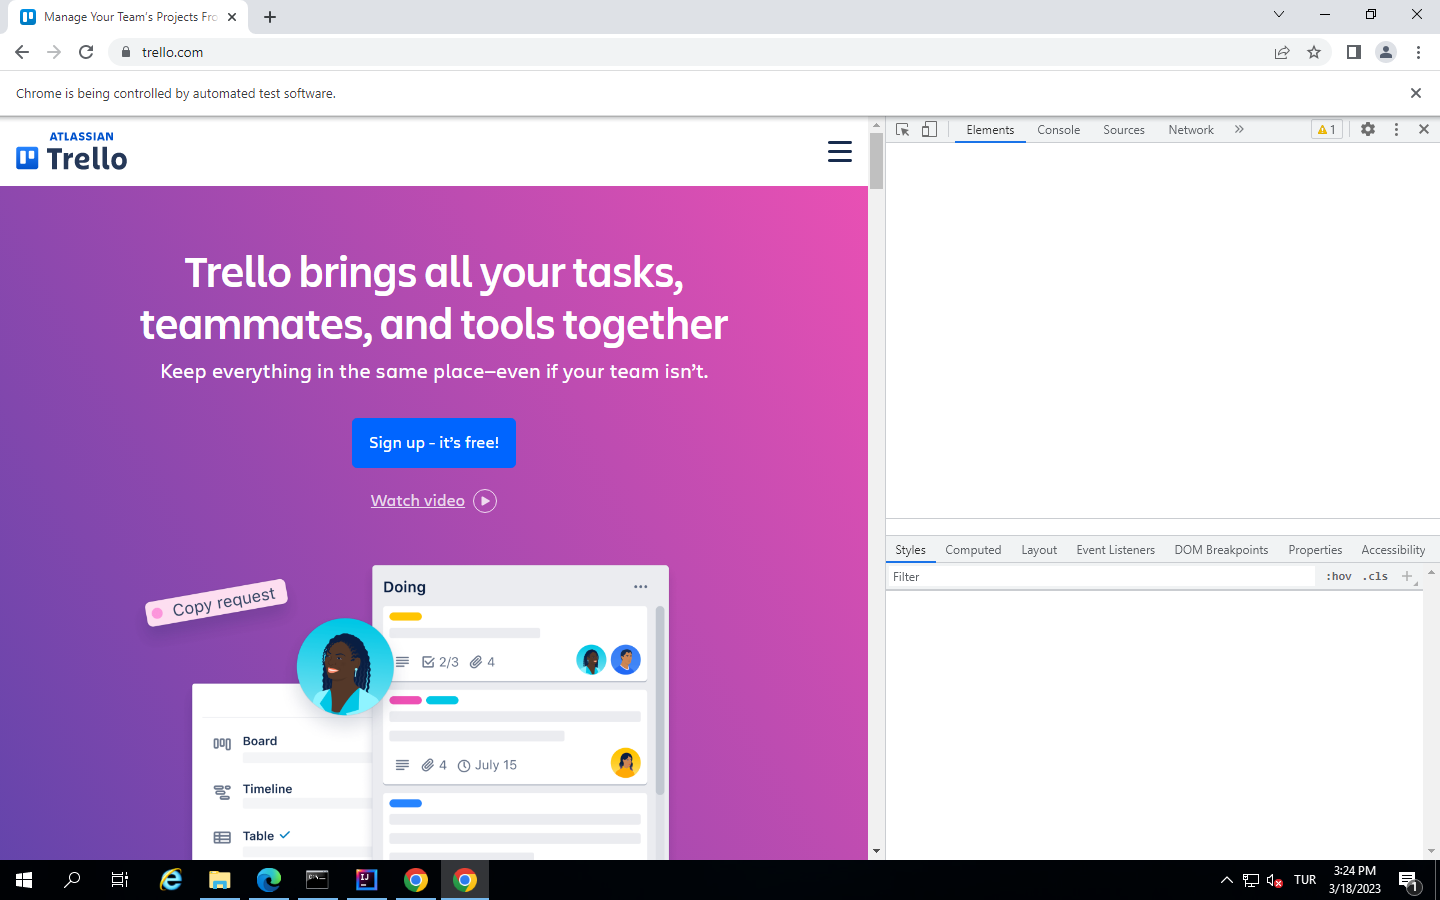 Manage Your Team's Projects Fro
trello.com
Chrome is being controlled by automated test software.
ATLASSIAN
Trello
Trello brings all your tasks,
teammates, and tools together
Keep everything in the same place—even if your team isn't.
Sign up - it's free!
Watch video
Copy request
Doing
2/3
4
4
July 15
Board
Timeline
Table
Elements
Console
Sources
Network
1
Styles
Computed
Layout
Event Listeners
DOM Breakpoints
Properties
Accessibility
Filter
:hov
.cls
TUR
3:24 PM
3/18/2023
1